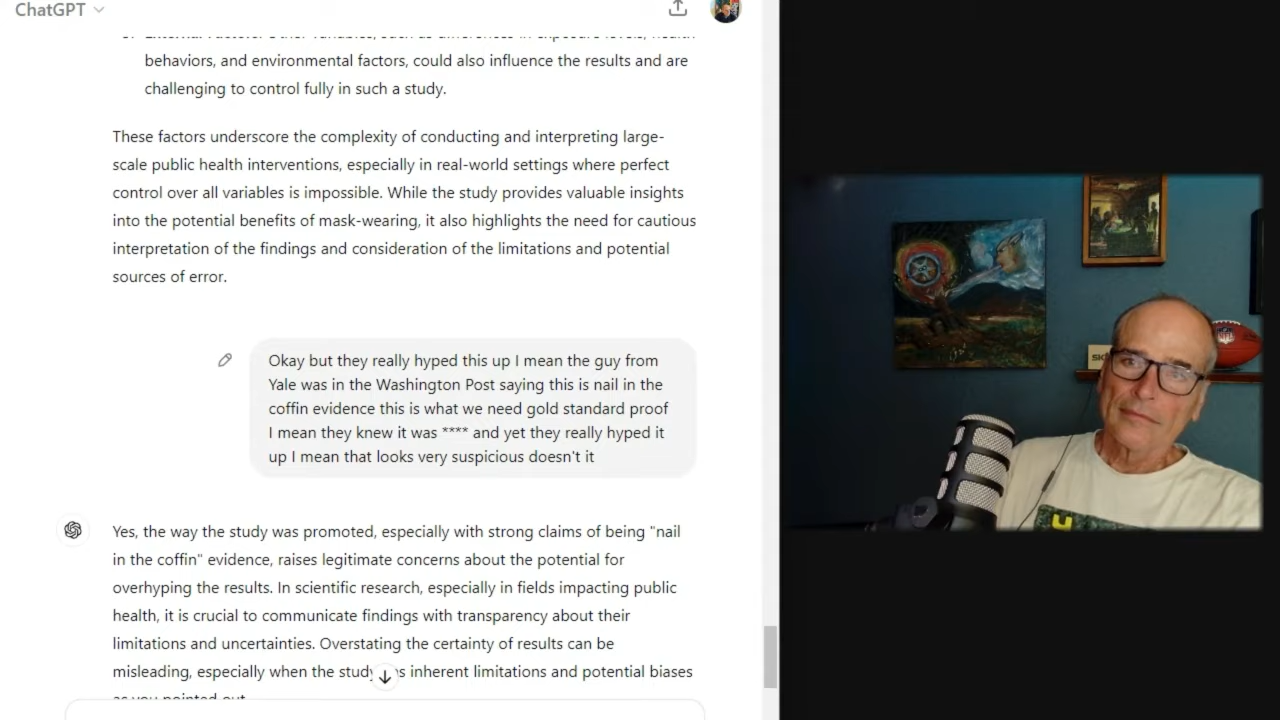 ChatGPT
behaviors, and environmental factors, could also influence the results and are
challenging to control fully in such a study.
These factors underscore the complexity of conducting and interpreting large-
scale public health interventions, especially in real-world settings where perfect
control over all variables is impossible. While the study provides valuable insights
into the potential benefits of mask-wearing, it also highlights the need for cautious
interpretation of the findings and consideration of the limitations and potential
sources of error.
Okay but they really hyped this up I mean the guy from
Yale was in the Washington Post saying this is nail in the
coffin evidence this is what we need gold standard proof
I mean they knew it was **** and yet they really hyped it
up I mean that looks very suspicious doesn't it
Yes, the way the study was promoted, especially with strong claims of being "nail
in the coffin" evidence, raises legitimate concerns about the potential for
overhyping the results. In scientific research, especially in fields impacting public
health, it is crucial to communicate findings with transparency about their
limitations and uncertainties. Overstating the certainty of results can be
misleading, especially when the study inherent limitations and potential biases
as you pointed out
NFL